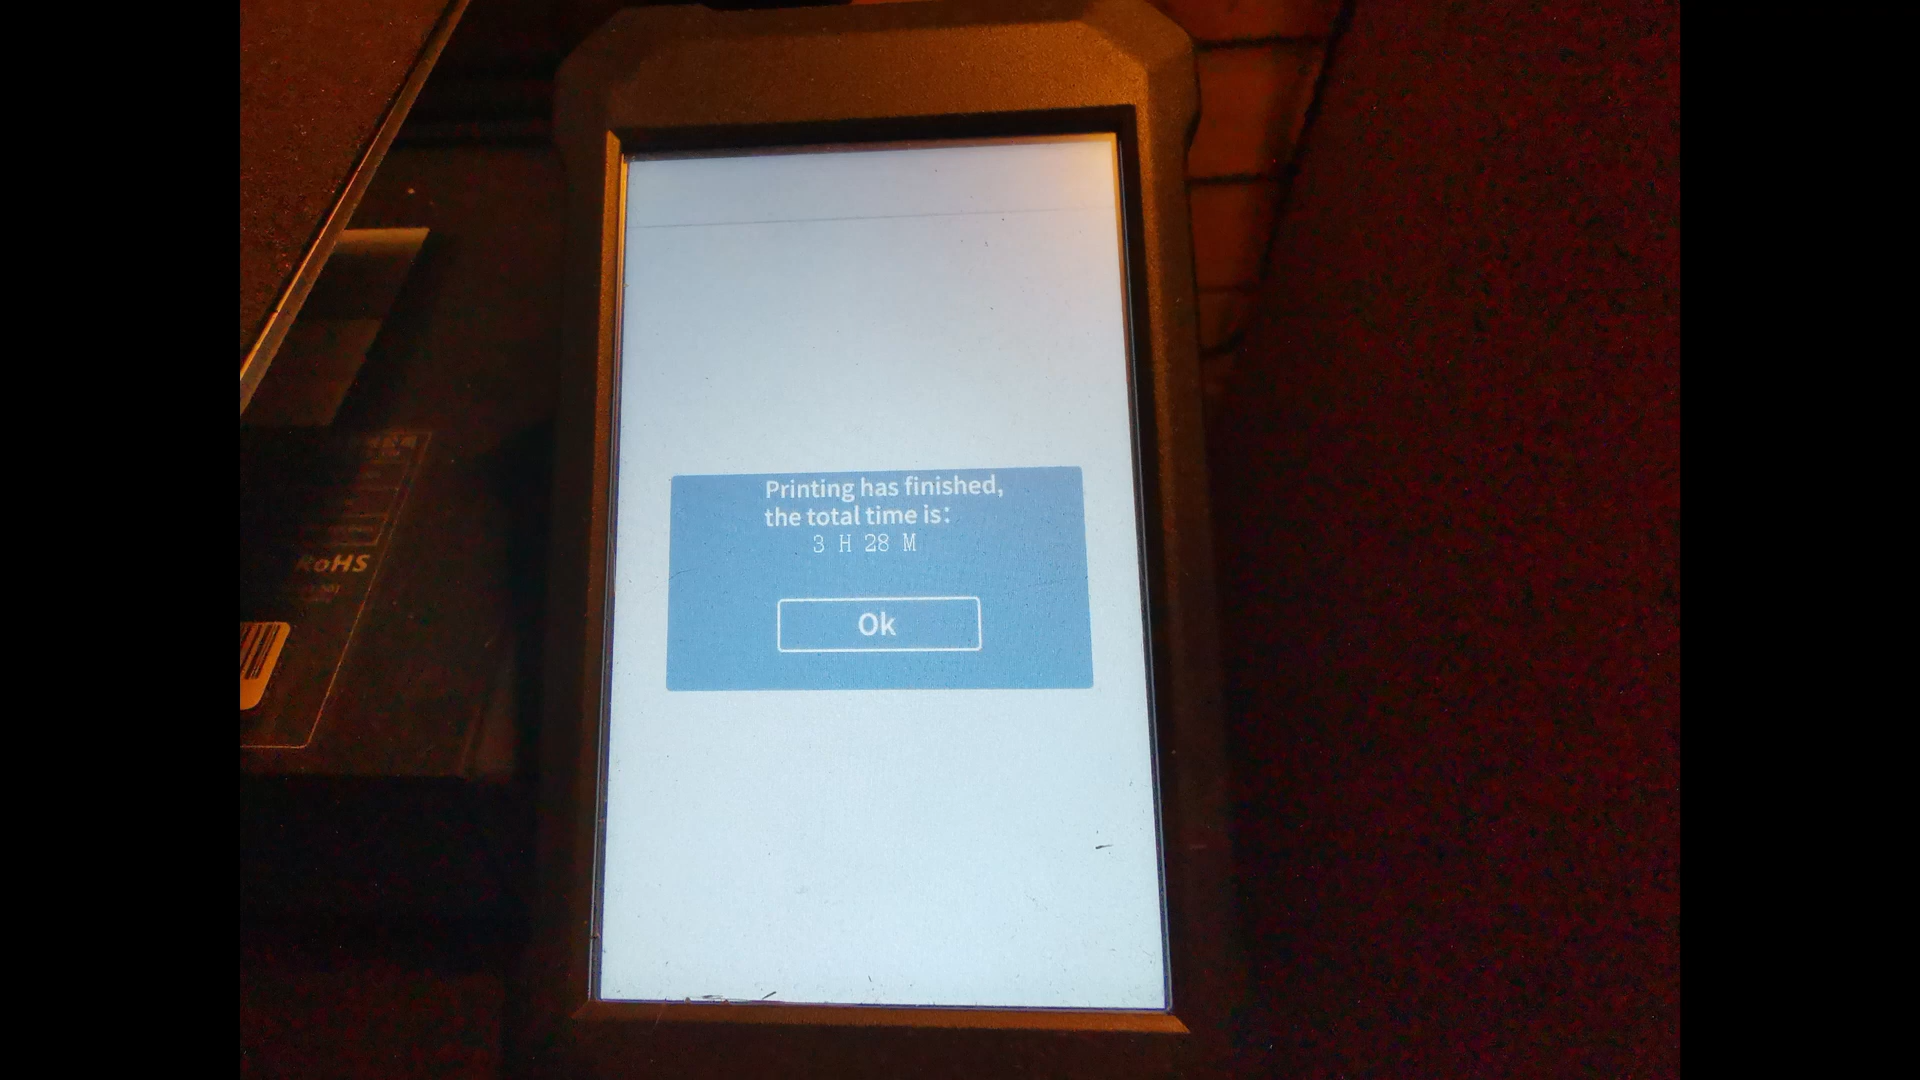 Printing has finished,
the total time is:
3 H 28 M
Ok
RoHS